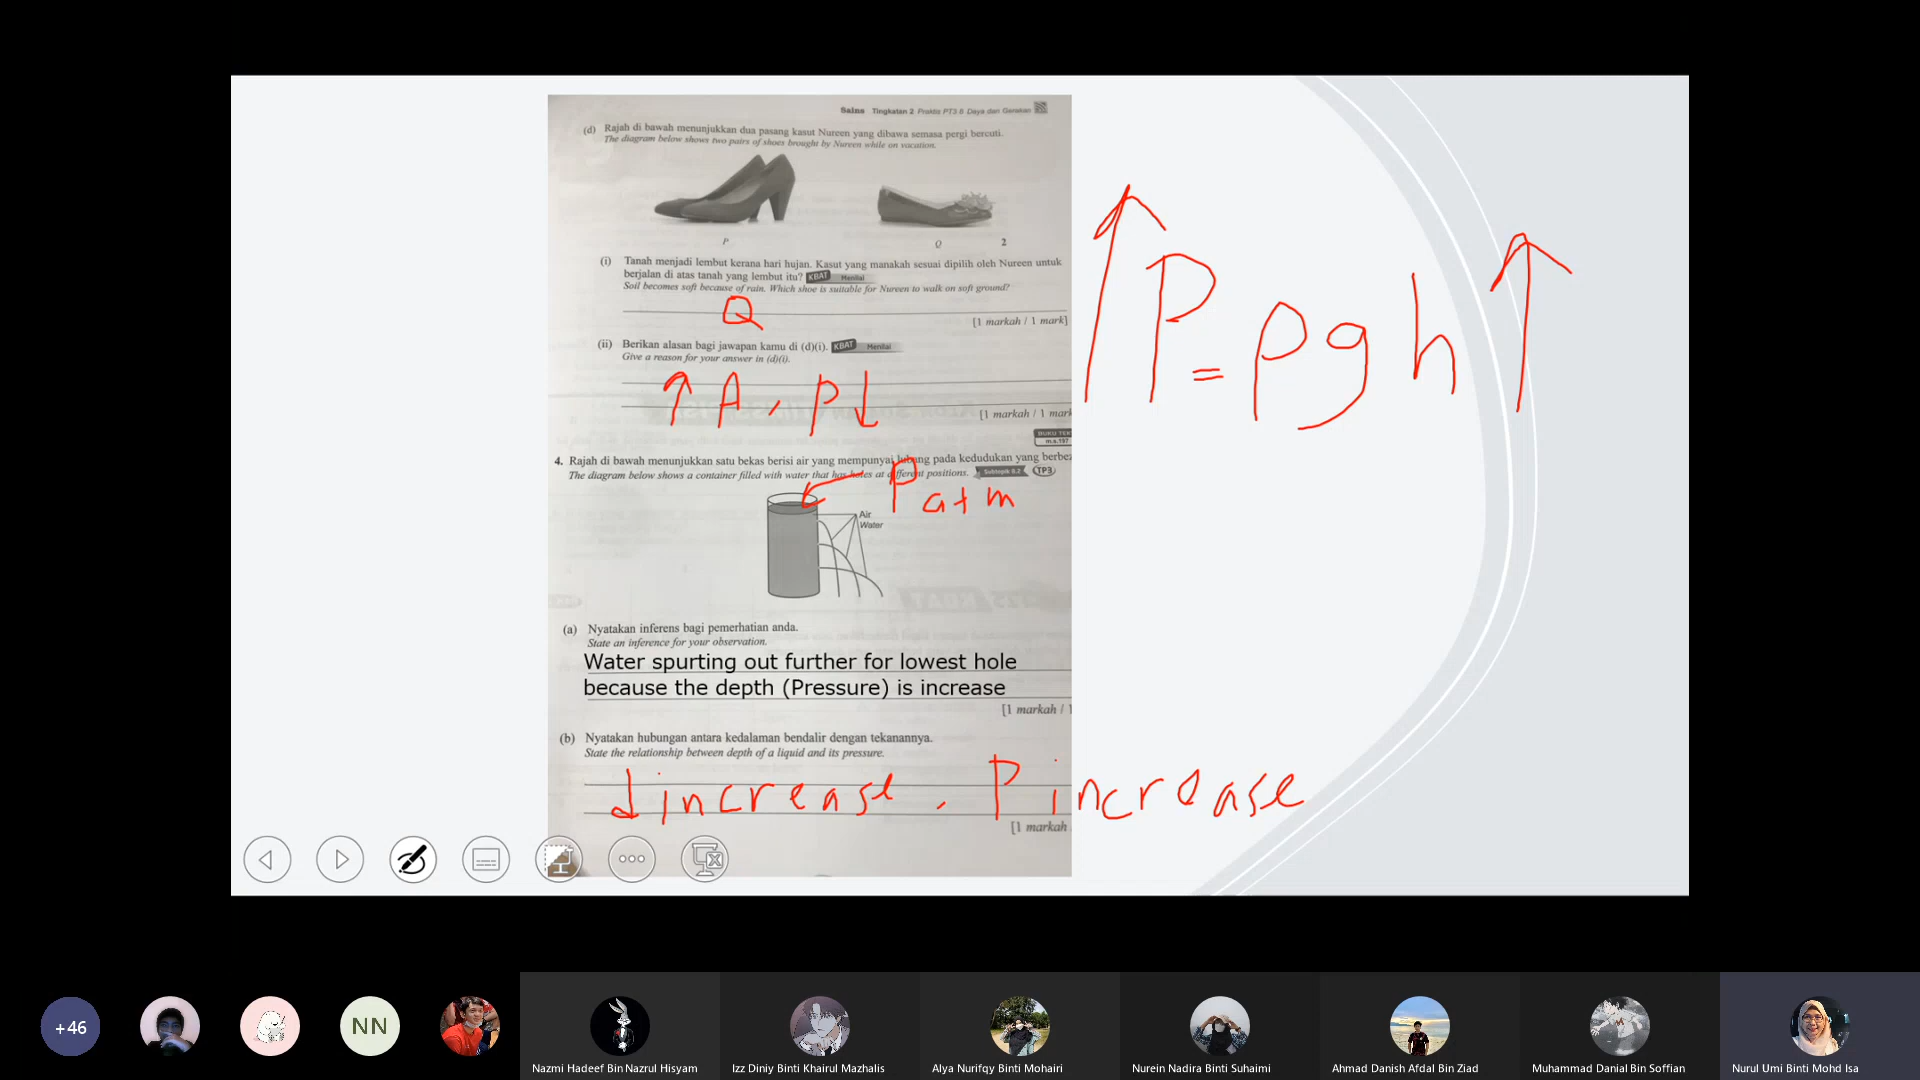 Sains Tingkatan 2 Praktis PT3 8 Daya dan Gerakan
(d) Rajah di bawah menunjukkan dua pasang kasut Nureen yang dibawa semasa pergi bercuti.
The diagram below shows two pairs of shoes brought by Nureen while on vacation.
P
Q
2
(i) Tanah menjadi lembut kerana hari hujan. Kasut yang manakah sesuai dipilih oleh Nureen untuk
berjalan di atas tanah yang lembut itu? KBAT Menilai
Soil becomes soft because of rain. Which shoe is suitable for Nureen to walk on soft ground?
Q
[1 markah / 1 mark]
(ii) Berikan alasan bagi jawapan kamu di (d)(i). KBAT Menilai
Give a reason for your answer in (d)(i).
↑ A, P↓
[1 markah / 1 mark
BUKU TEK
m.s.197
4. Rajah di bawah menunjukkan satu bekas berisi air yang mempunyai lubang pada kedudukan yang berbez
The diagram below shows a container filled with water that has holes at different positions. Subtopik 8.2 TP3
P atm
Air
Water
(a) Nyatakan inferens bagi pemerhatian anda.
State an inference for your observation.
Water spurting out further for lowest hole
because the depth (Pressure) is increase
[1 markah / 1
(b) Nyatakan hubungan antara kedalaman bendalir dengan tekanannya.
State the relationship between depth of a liquid and its pressure.
d increase, P increase
[1 markah
↑ P = ρgh ↑
+46
NN
Nazmi Hadeef Bin Nazrul Hisyam
Izz Diniy Binti Khairul Mazhalis
Alya Nurifqy Binti Mohairi
Nurein Nadira Binti Suhaimi
Ahmad Danish Afdal Bin Ziad
Muhammad Danial Bin Soffian
Nurul Umi Binti Mohd Isa